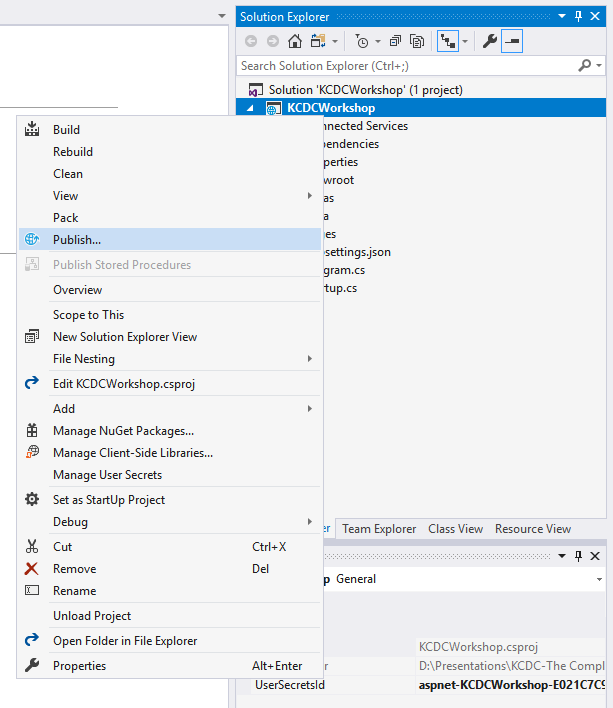 Solution Explorer
Search Solution Explorer (Ctrl+;)
Solution 'KCDCWorkshop' (1 project)
KCDCWorkshop
nnected Services
pendencies
perties
wroot
as
a
es
psettings.json
gram.cs
rtup.cs
Build
Rebuild
Clean
View
Pack
Publish...
Publish Stored Procedures
Overview
Scope to This
New Solution Explorer View
File Nesting
Edit KCDCWorkshop.csproj
Add
Manage NuGet Packages...
Manage Client-Side Libraries...
Manage User Secrets
Set as StartUp Project
Debug
Cut Ctrl+X
Remove Del
Rename
Unload Project
Open Folder in File Explorer
Properties Alt+Enter
er Team Explorer Class View Resource View
p General
KCDCWorkshop.csproj
r D:\Presentations\KCDC-The Compl
UserSecretsId aspnet-KCDCWorkshop-E021C7C9